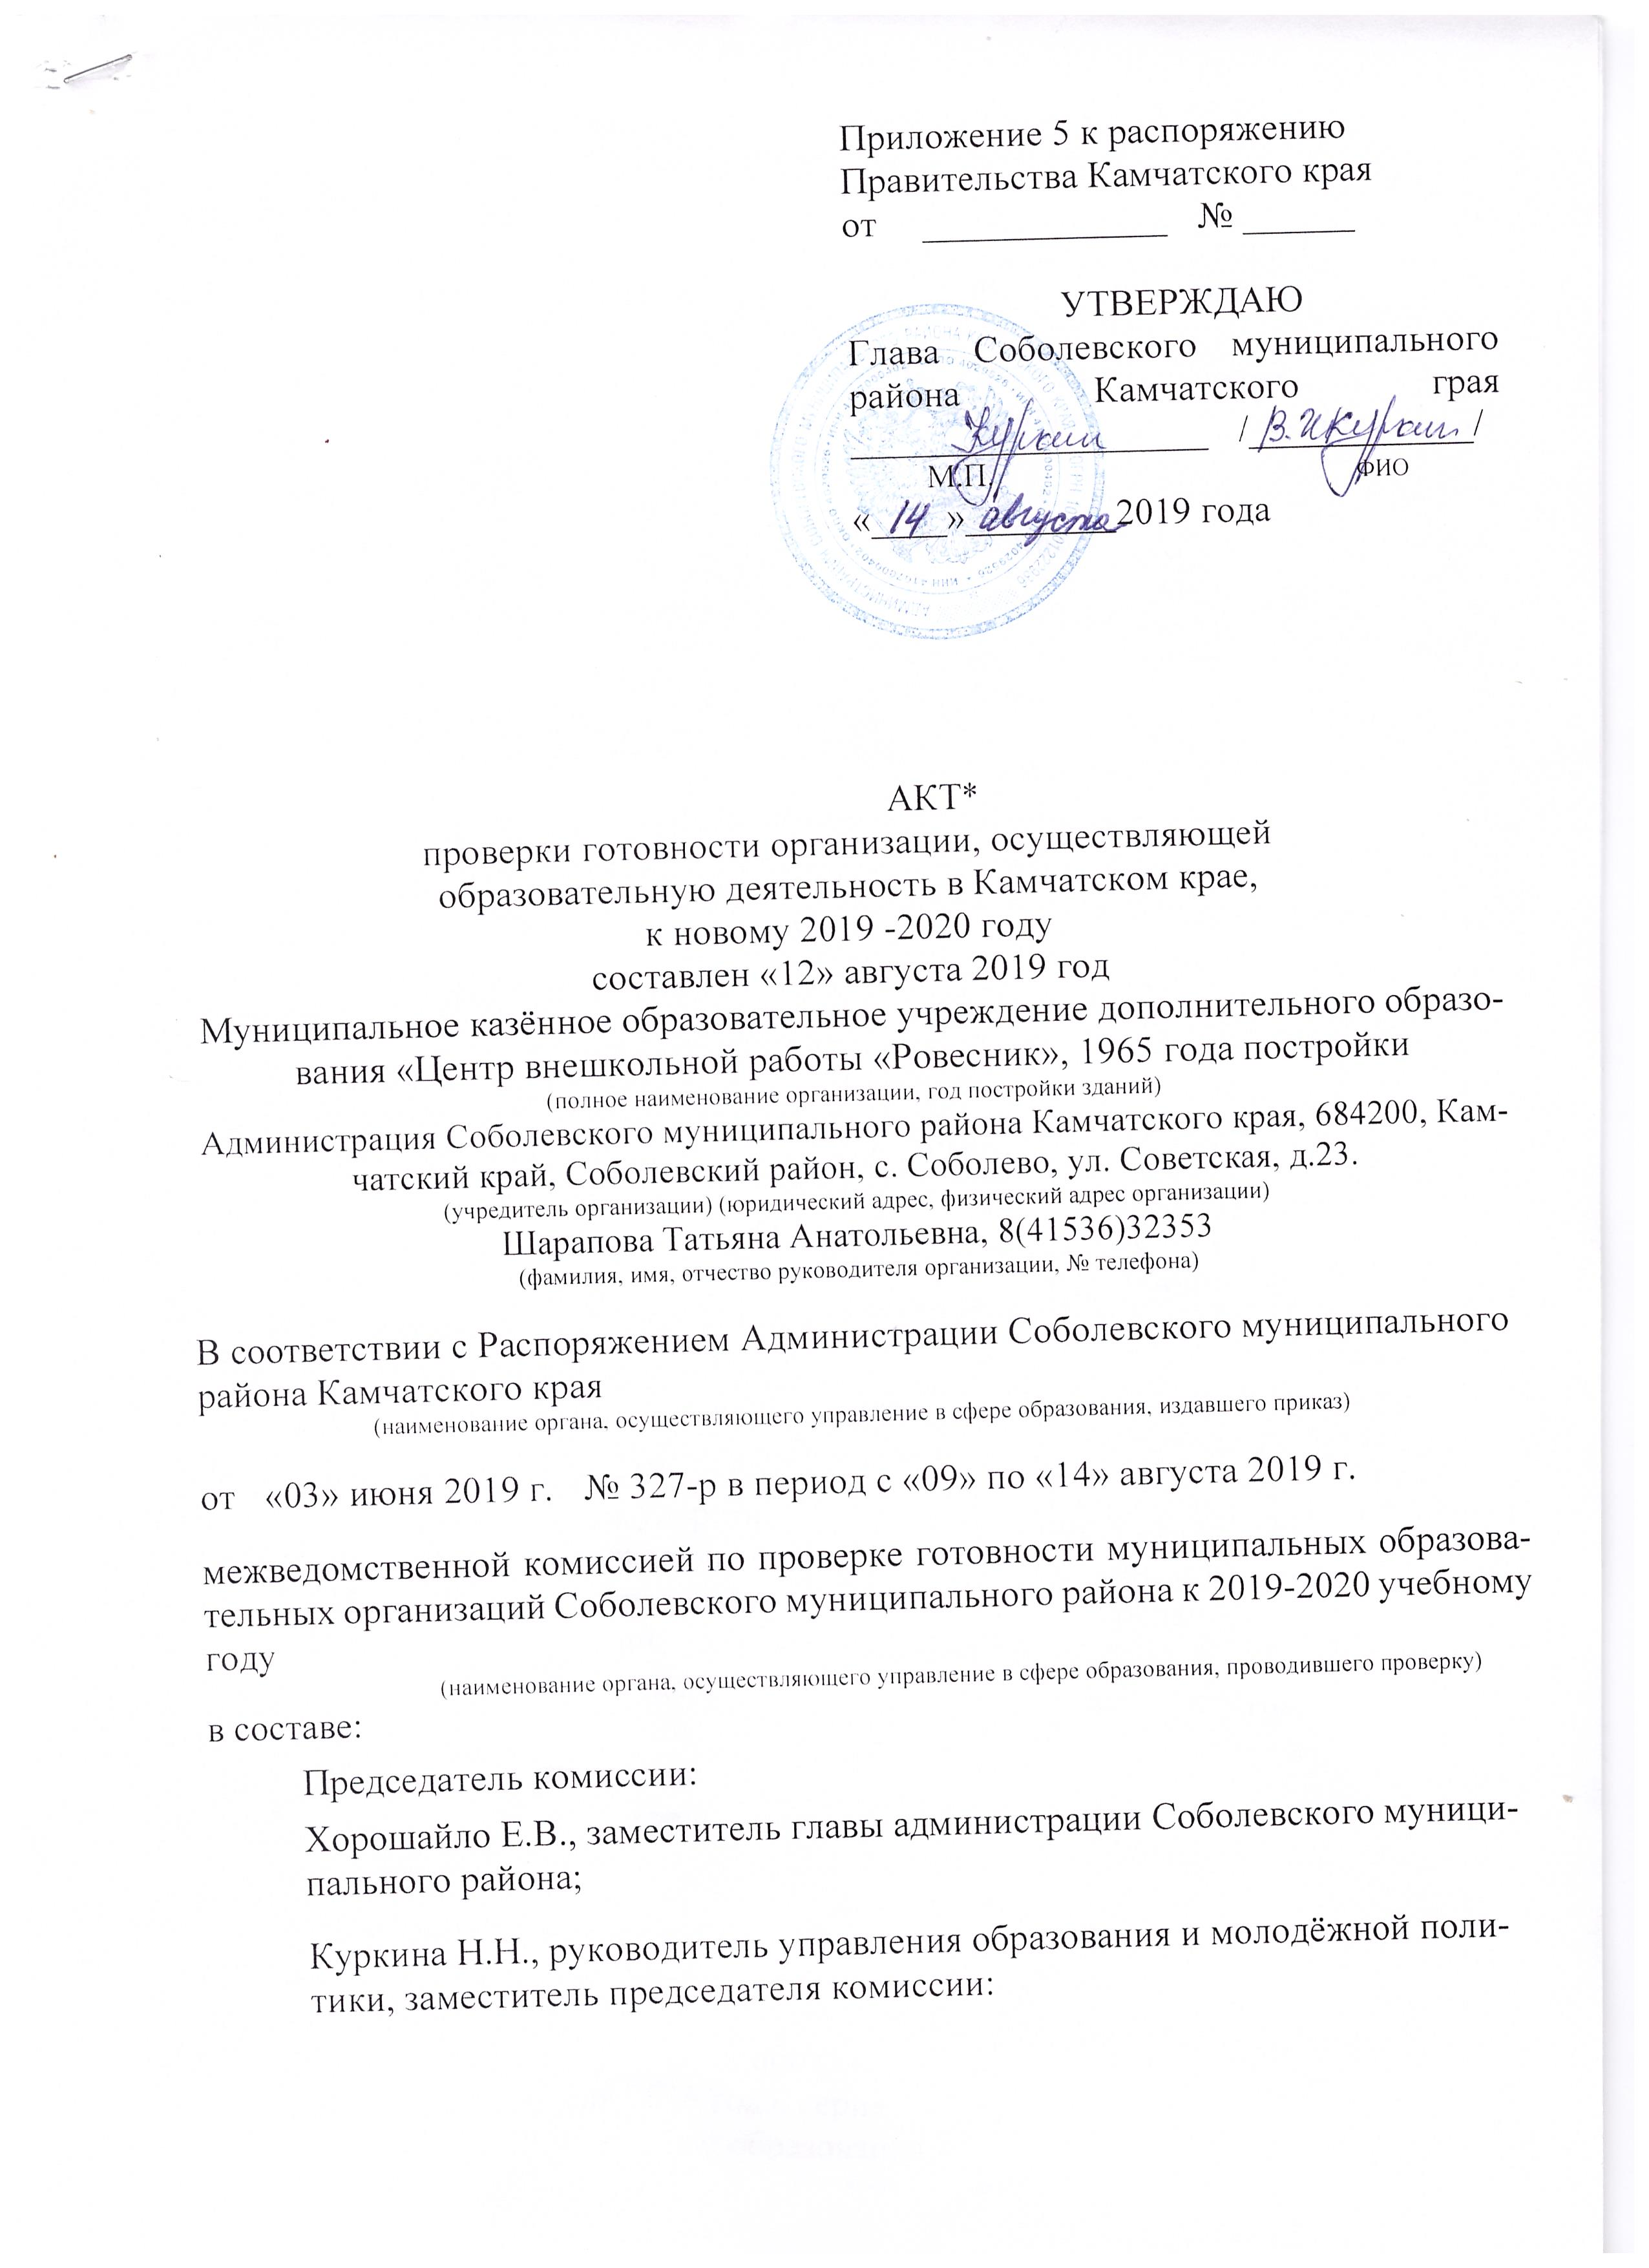 Приложение 5 к распоряжению
Правительства Камчатского края
от _____________ № ______
УТВЕРЖДАЮ
Глава Соболевского муниципального
района Камчатского грая
Куркин / В.И Куркин /
М.П. ФИО
«14» августа 2019 года
АКТ*
проверки готовности организации, осуществляющей
образовательную деятельность в Камчатском крае,
к новому 2019 -2020 году
составлен «12» августа 2019 год
Муниципальное казённое образовательное учреждение дополнительного образо-
вания «Центр внешкольной работы «Ровесник», 1965 года постройки
(полное наименование организации, год постройки зданий)
Администрация Соболевского муниципального района Камчатского края, 684200, Кам-
чатский край, Соболевский район, с. Соболево, ул. Советская, д.23.
(учредитель организации) (юридический адрес, физический адрес организации)
Шарапова Татьяна Анатольевна, 8(41536)32353
(фамилия, имя, отчество руководителя организации, № телефона)
В соответствии с Распоряжением Администрации Соболевского муниципального
района Камчатского края
(наименование органа, осуществляющего управление в сфере образования, издавшего приказ)
от «03» июня 2019 г. № 327-р в период с «09» по «14» августа 2019 г.
межведомственной комиссией по проверке готовности муниципальных образова-
тельных организаций Соболевского муниципального района к 2019-2020 учебному
году
(наименование органа, осуществляющего управление в сфере образования, проводившего проверку)
в составе:
Председатель комиссии:
Хорошайло Е.В., заместитель главы администрации Соболевского муници-
пального района;
Куркина Н.Н., руководитель управления образования и молодёжной поли-
тики, заместитель председателя комиссии: